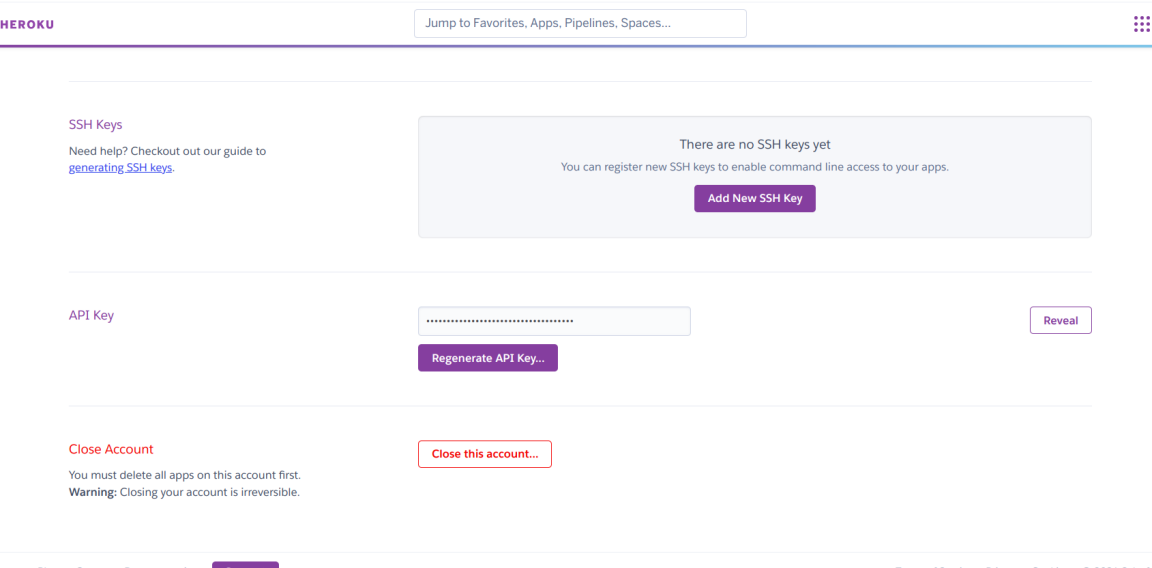 HEROKU
Jump to Favorites, Apps, Pipelines, Spaces...
SSH Keys
Need help? Checkout out our guide to
generating SSH keys.
There are no SSH keys yet
You can register new SSH keys to enable command line access to your apps.
Add New SSH Key
API Key
••••••••••••••••••••••••••••••••••••
Reveal
Regenerate API Key...
Close Account
You must delete all apps on this account first.
Warning: Closing your account is irreversible.
Close this account...